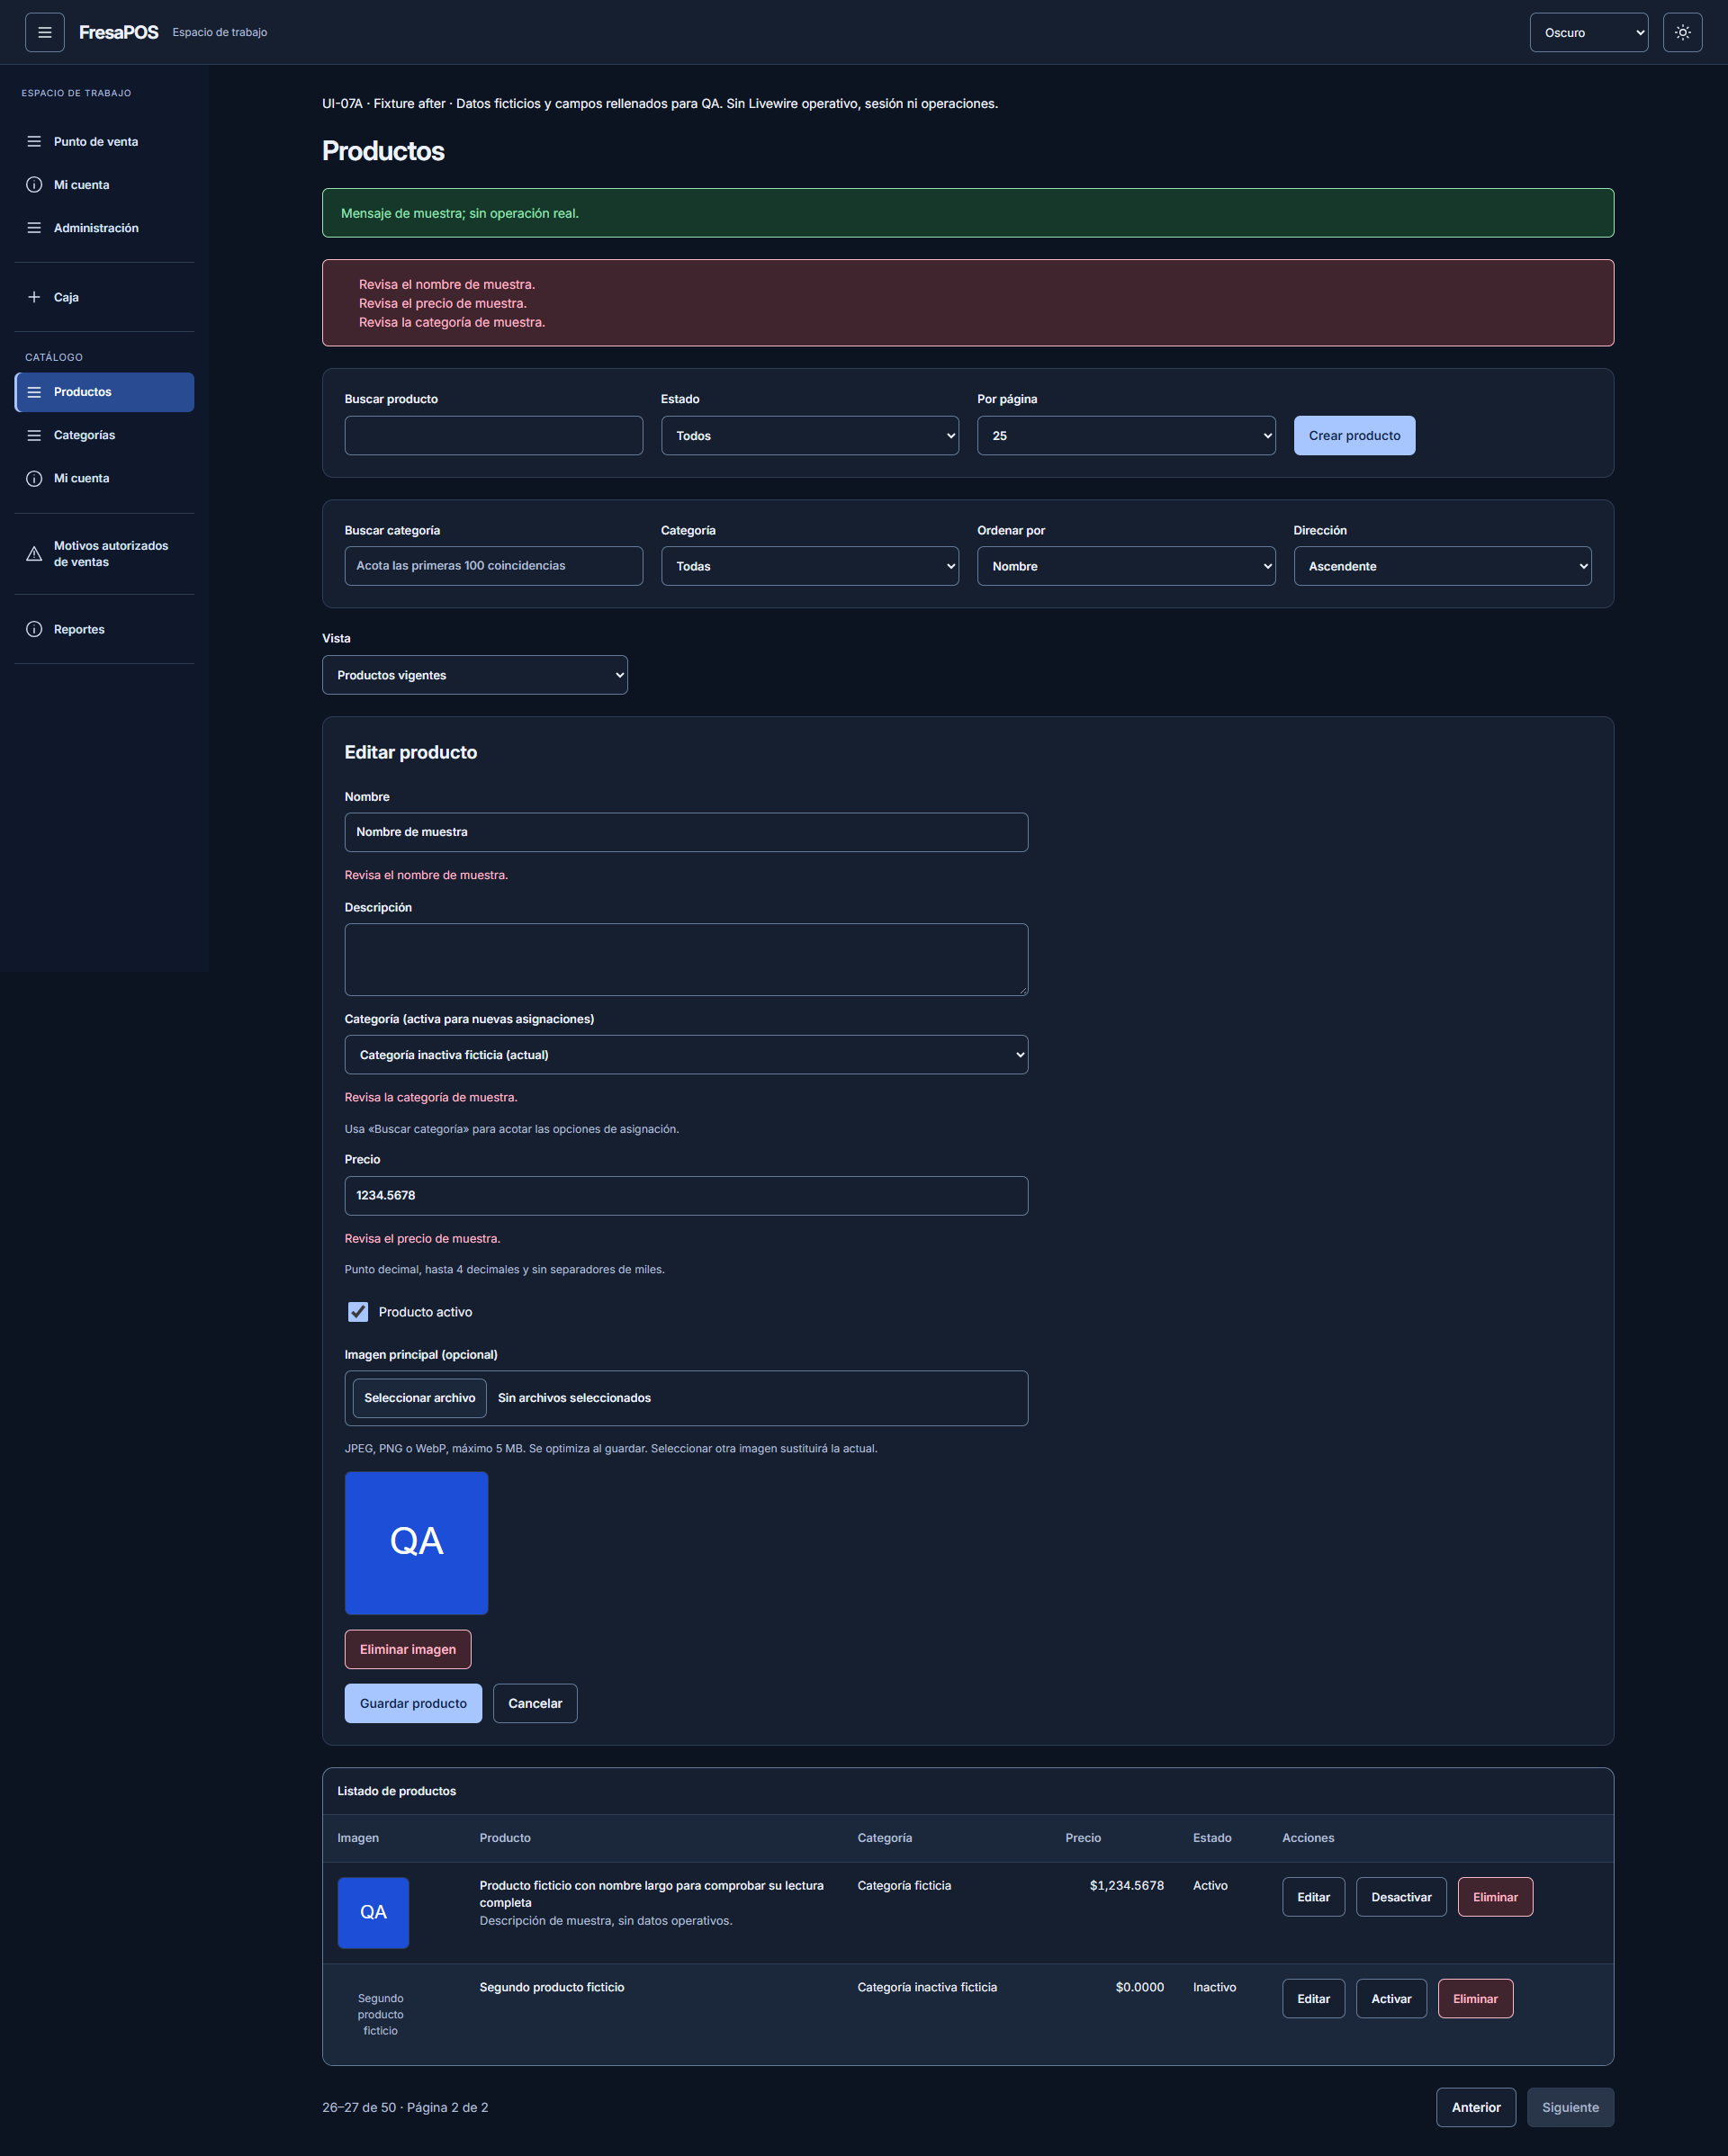 FresaPOS
Espacio de trabajo
Oscuro
ESPACIO DE TRABAJO
Punto de venta
Mi cuenta
Administración
Caja
CATÁLOGO
Productos
Categorías
Mi cuenta
Motivos autorizados
de ventas
Reportes
UI-07A · Fixture after · Datos ficticios y campos rellenados para QA. Sin Livewire operativo, sesión ni operaciones.
Productos
Mensaje de muestra; sin operación real.
Revisa el nombre de muestra.
Revisa el precio de muestra.
Revisa la categoría de muestra.
Buscar producto
Estado
Por página
Todos
25
Crear producto
Buscar categoría
Categoría
Ordenar por
Dirección
Acota las primeras 100 coincidencias
Todas
Nombre
Ascendente
Vista
Productos vigentes
Editar producto
Nombre
Nombre de muestra
Revisa el nombre de muestra.
Descripción
Categoría (activa para nuevas asignaciones)
Categoría inactiva ficticia (actual)
Revisa la categoría de muestra.
Usa «Buscar categoría» para acotar las opciones de asignación.
Precio
1234.5678
Revisa el precio de muestra.
Punto decimal, hasta 4 decimales y sin separadores de miles.
Producto activo
Imagen principal (opcional)
Seleccionar archivo
Sin archivos seleccionados
JPEG, PNG o WebP, máximo 5 MB. Se optimiza al guardar. Seleccionar otra imagen sustituirá la actual.
QA
Eliminar imagen
Guardar producto
Cancelar
Listado de productos
Imagen
Producto
Categoría
Precio
Estado
Acciones
QA
Producto ficticio con nombre largo para comprobar su lectura
completa
Descripción de muestra, sin datos operativos.
Categoría ficticia
$1,234.5678
Activo
Editar
Desactivar
Eliminar
Segundo
producto
ficticio
Segundo producto ficticio
Categoría inactiva ficticia
$0.0000
Inactivo
Editar
Activar
Eliminar
26–27 de 50 · Página 2 de 2
Anterior
Siguiente